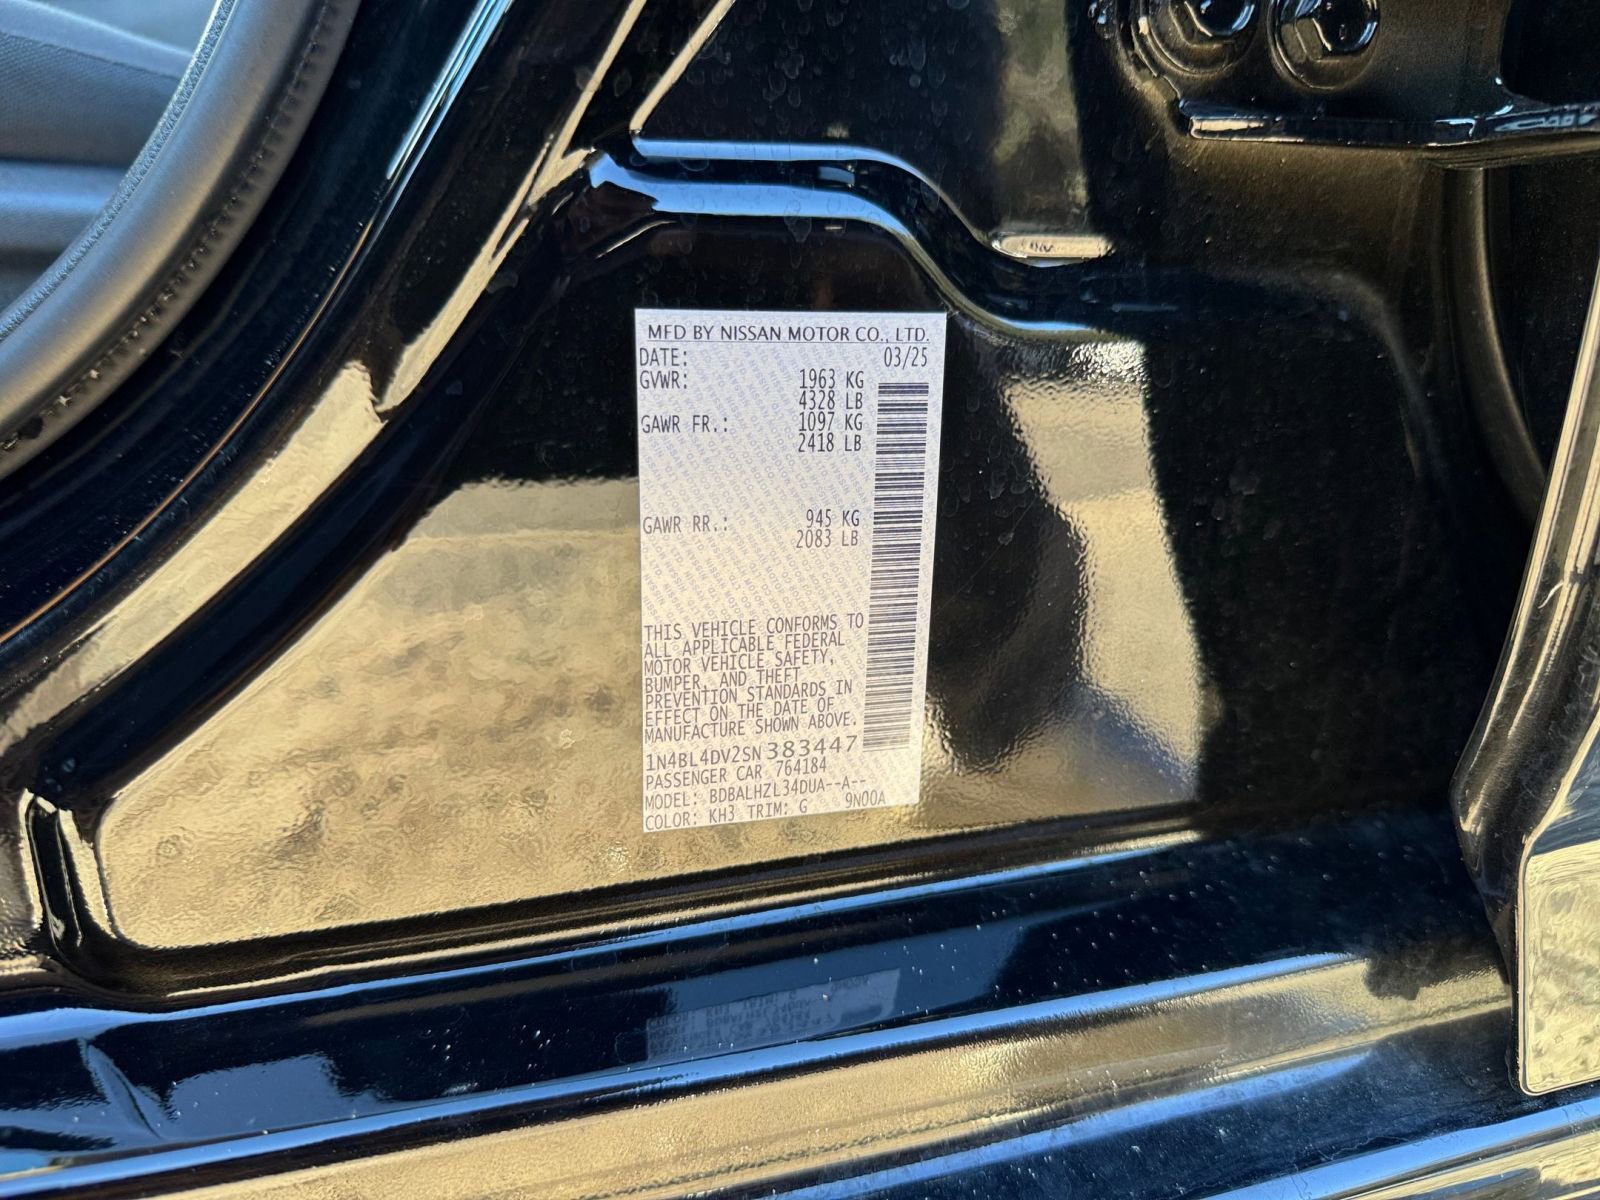 MFD BY NISSAN MOTOR CO., LTD.
DATE: 03/25
GVWR: 1963 KG
4328 LB
GAWR FR.: 1097 KG
2418 LB
GAWR RR.: 945 KG
2083 LB
THIS VEHICLE CONFORMS TO
ALL APPLICABLE FEDERAL
MOTOR VEHICLE SAFETY,
BUMPER, AND THEFT
PREVENTION STANDARDS IN
EFFECT ON THE DATE OF
MANUFACTURE SHOWN ABOVE.
1N4BL4DV2SN383447
PASSENGER CAR 764184
MODEL: BDBALHZL34DUA--A--
COLOR: KH3 TRIM: G 9N00A